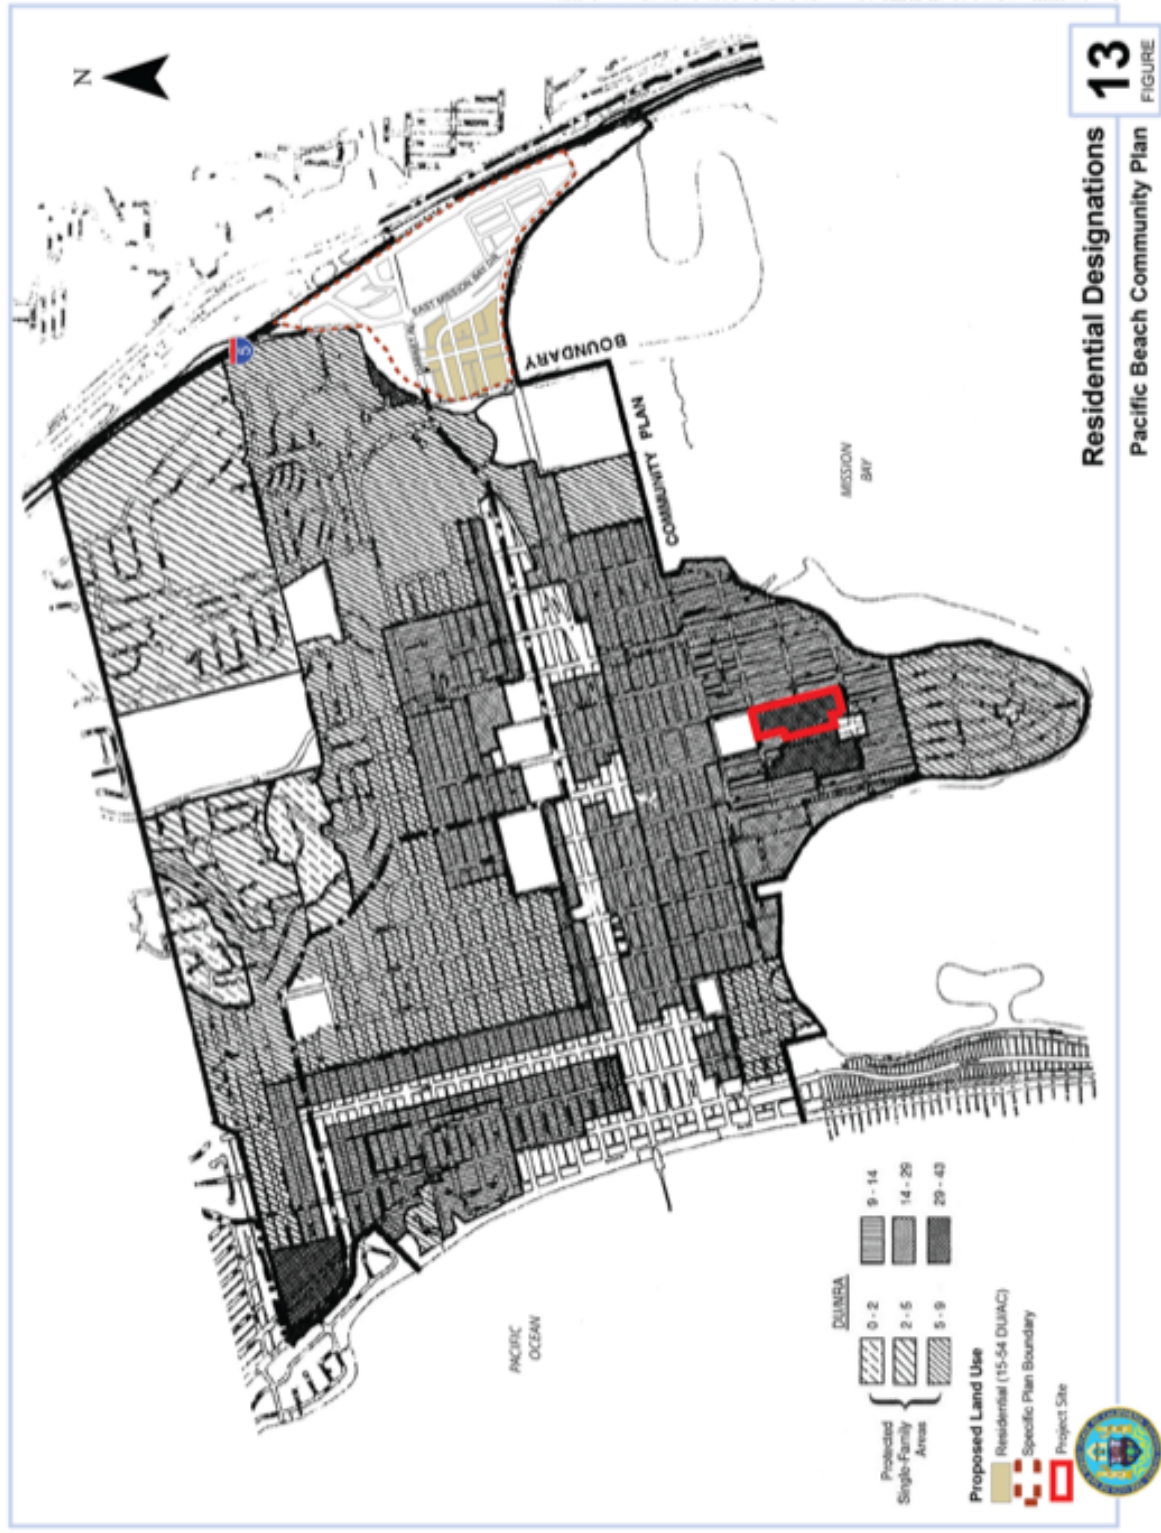 N
5
EAST MISSION BAY DR
BOUNDARY
COMMUNITY PLAN
MISSION
BAY
PACIFIC
OCEAN
DU/NRA
0 - 2
2 - 5
5 - 9
9 - 14
14 - 29
29 - 43
Protected
Single-Family
Areas
Proposed Land Use
Residential (15-54 DU/AC)
Specific Plan Boundary
Project Site
Residential Designations
Pacific Beach Community Plan
13
FIGURE